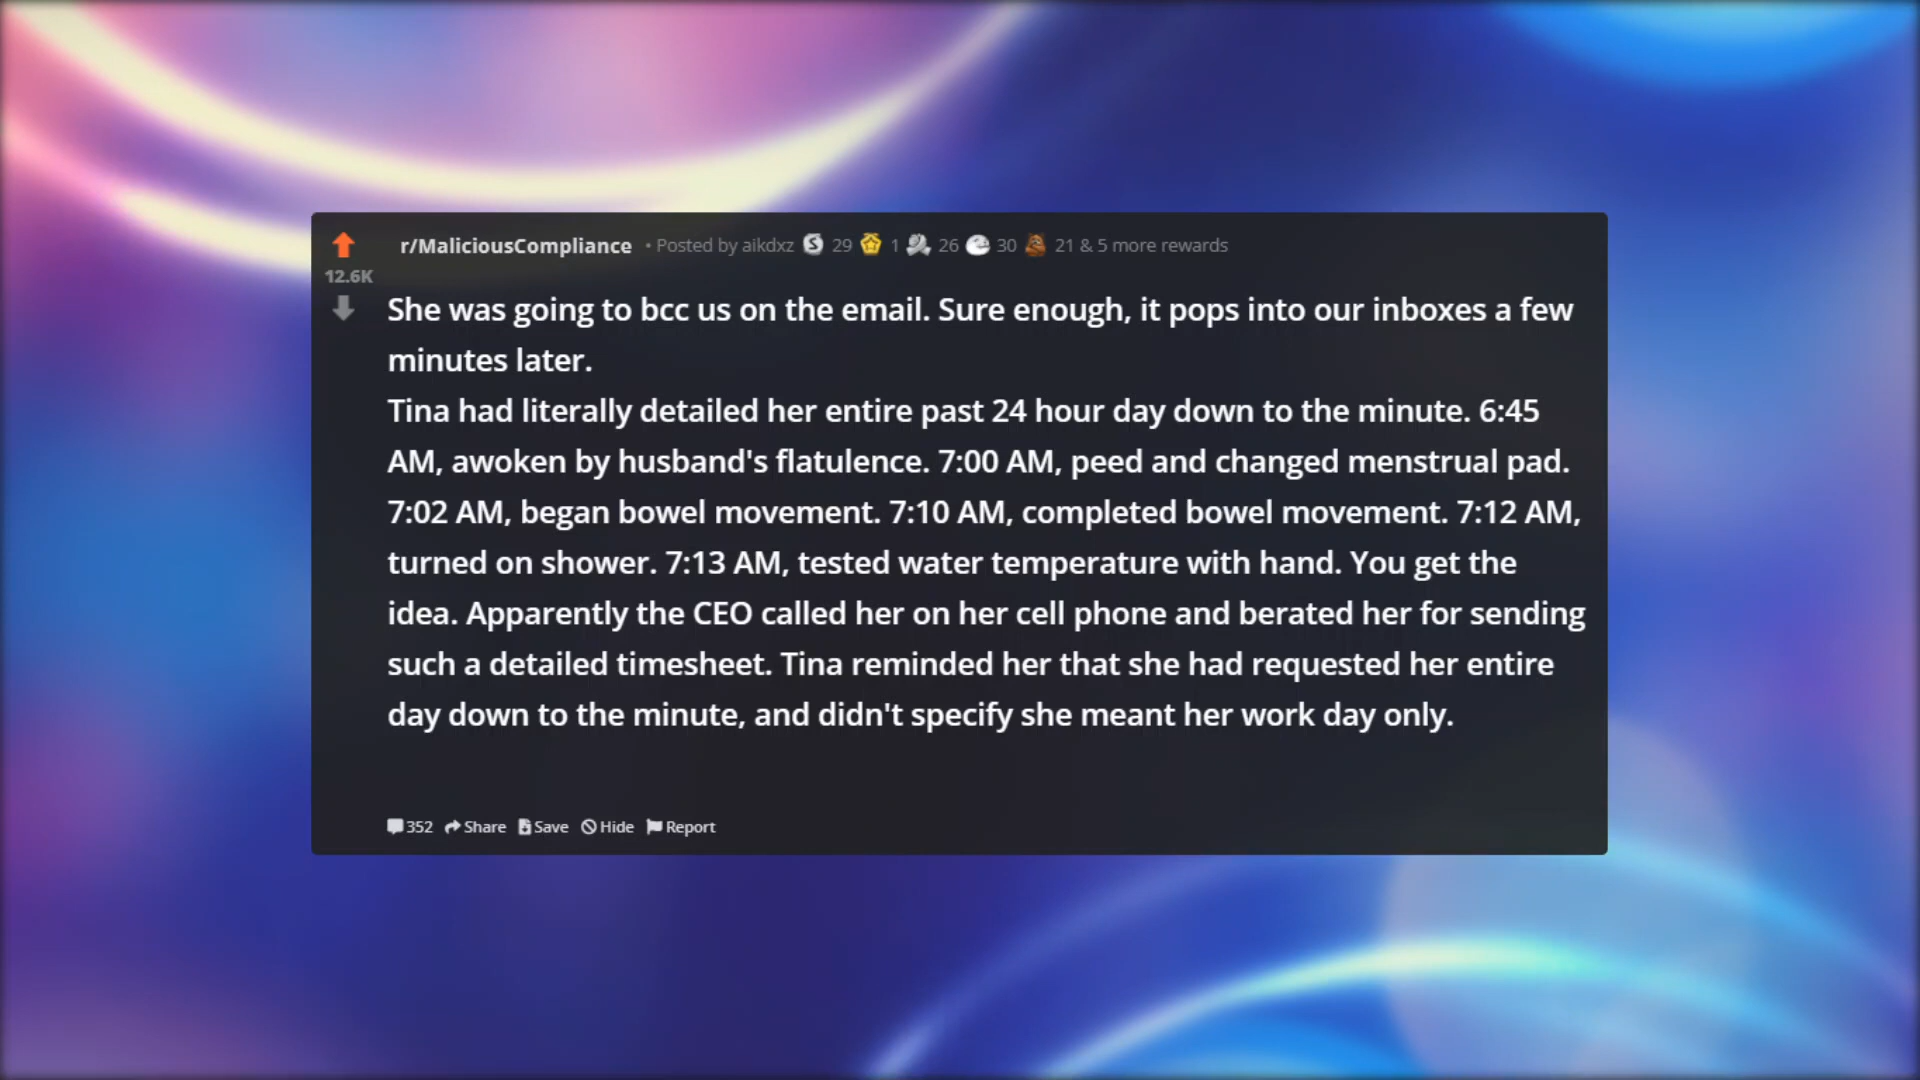 r/MaliciousCompliance • Posted by aikdxz 29 1 26 30 21 & 5 more rewards
12.6K
She was going to bcc us on the email. Sure enough, it pops into our inboxes a few
minutes later.
Tina had literally detailed her entire past 24 hour day down to the minute. 6:45
AM, awoken by husband's flatulence. 7:00 AM, peed and changed menstrual pad.
7:02 AM, began bowel movement. 7:10 AM, completed bowel movement. 7:12 AM,
turned on shower. 7:13 AM, tested water temperature with hand. You get the
idea. Apparently the CEO called her on her cell phone and berated her for sending
such a detailed timesheet. Tina reminded her that she had requested her entire
day down to the minute, and didn't specify she meant her work day only.
352 Share Save Hide Report